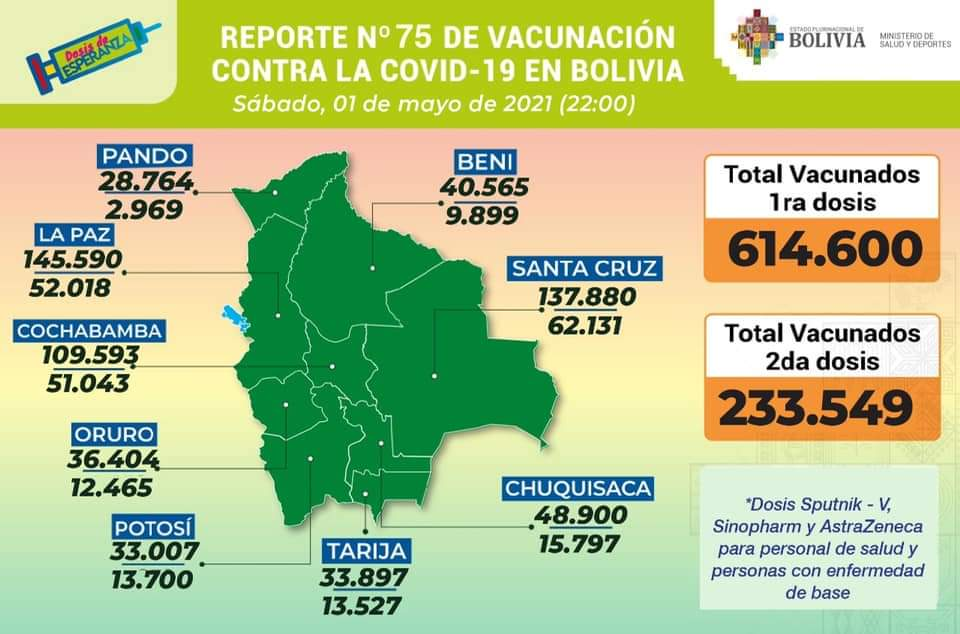 Dosis de
ESPERANZA
REPORTE Nº 75 DE VACUNACIÓN
CONTRA LA COVID-19 EN BOLIVIA
Sábado, 01 de mayo de 2021 (22:00)
ESTADO PLURINACIONAL DE
BOLIVIA
MINISTERIO DE
SALUD Y DEPORTES
PANDO
28.764
2.969
BENI
40.565
9.899
LA PAZ
145.590
52.018
SANTA CRUZ
137.880
62.131
COCHABAMBA
109.593
51.043
ORURO
36.404
12.465
CHUQUISACA
48.900
15.797
POTOSÍ
33.007
13.700
TARIJA
33.897
13.527
Total Vacunados
1ra dosis
614.600
Total Vacunados
2da dosis
233.549
*Dosis Sputnik - V,
Sinopharm y AstraZeneca
para personal de salud y
personas con enfermedad
de base